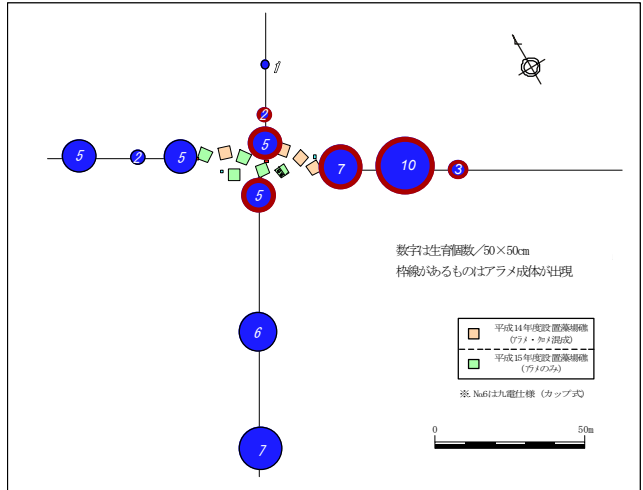 1
2
5
5
2
5
7
10
3
5
数字は生育個数/50×50cm
枠線があるものはアラメ成体が出現
6
平成14年度設置藻場礁
(アラメ・クロメ混成)
平成15年度設置藻場礁
(アラメのみ)
※ No.6は九電仕様（カップ式）
0
50m
7